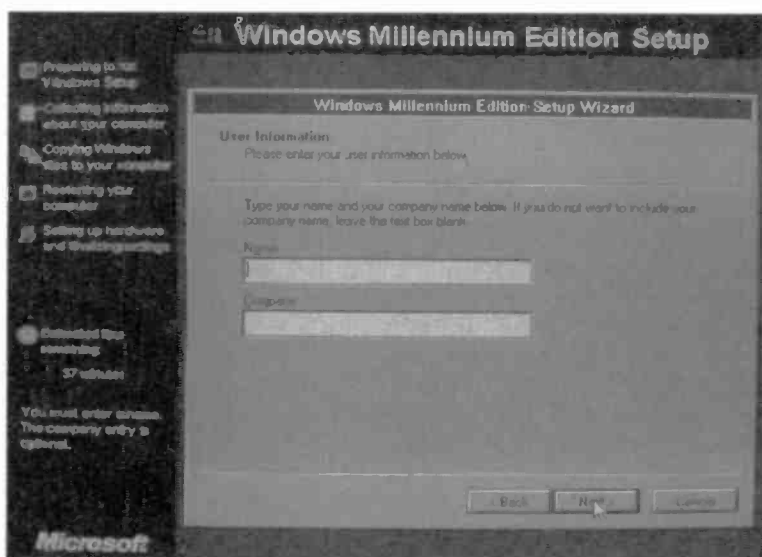 Windows Millennium Edition Setup
Preparing to run
Windows Setup
Collecting information
about your computer
Copying Windows
files to your computer
Restarting your
computer
Setting up hardware
and finalizing settings
Estimated time
remaining:
37 minutes
You must enter a name.
The company entry is
optional.
Microsoft
Windows Millennium Edition Setup Wizard
User Information
Please enter your user information below.
Type your name and your company name below. If you do not want to include your
company name, leave the text box blank.
Name:
Company:
< Back
Next >
Cancel